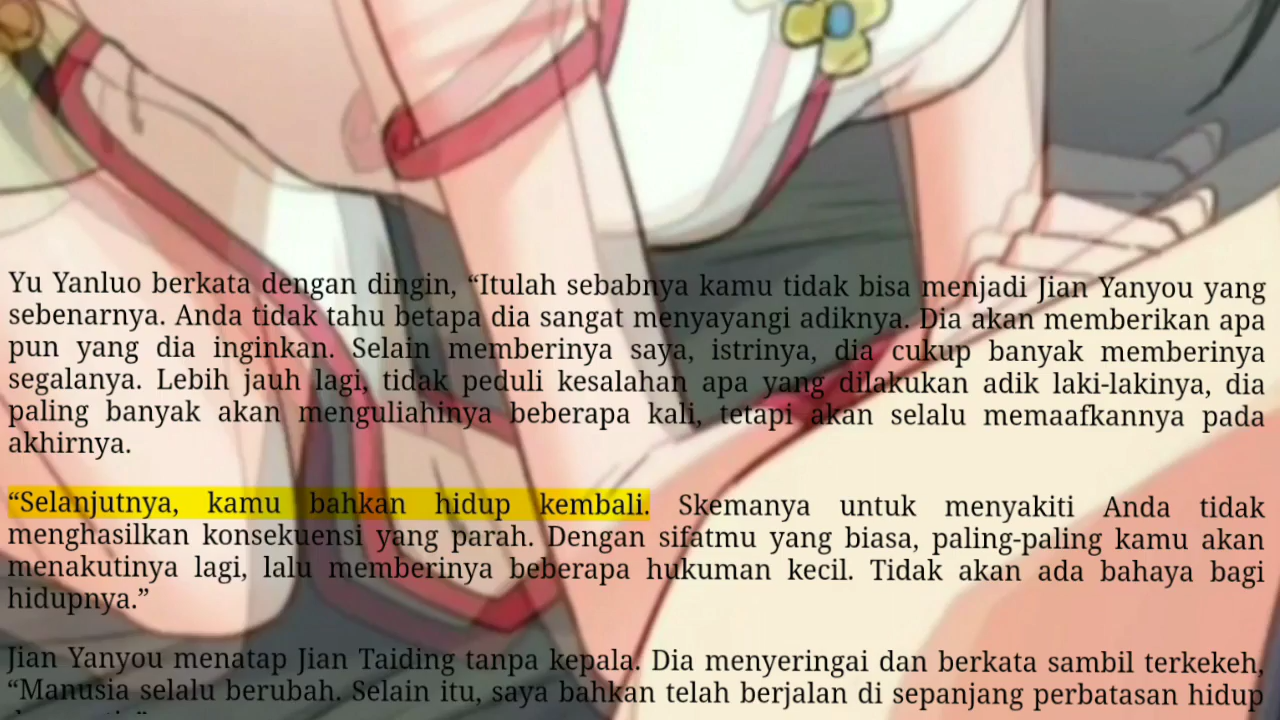 Yu Yanluo berkata dengan dingin, “Itulah sebabnya kamu tidak bisa menjadi Jian Yanyou yang
sebenarnya. Anda tidak tahu betapa dia sangat menyayangi adiknya. Dia akan memberikan apa
pun yang dia inginkan. Selain memberinya saya, istrinya, dia cukup banyak memberinya
segalanya. Lebih jauh lagi, tidak peduli kesalahan apa yang dilakukan adik laki-lakinya, dia
paling banyak akan menguliahinya beberapa kali, tetapi akan selalu memaafkannya pada
akhirnya.
“Selanjutnya, kamu bahkan hidup kembali. Skemanya untuk menyakiti Anda tidak
menghasilkan konsekuensi yang parah. Dengan sifatmu yang biasa, paling-paling kamu akan
menakutinya lagi, lalu memberinya beberapa hukuman kecil. Tidak akan ada bahaya bagi
hidupnya.”
Jian Yanyou menatap Jian Taiding tanpa kepala. Dia menyeringai dan berkata sambil terkekeh,
“Manusia selalu berubah. Selain itu, saya bahkan telah berjalan di sepanjang perbatasan hidup